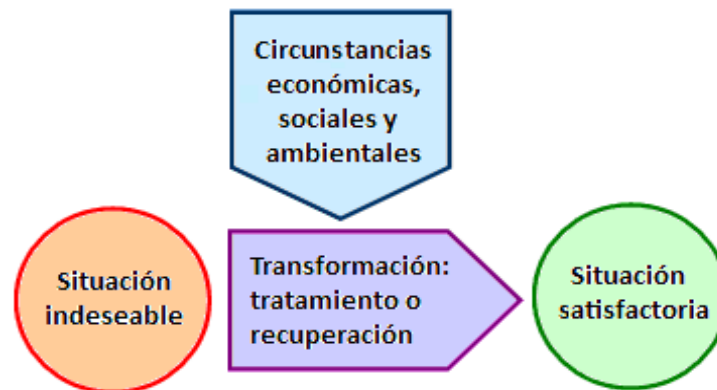 Circunstancias
económicas,
sociales y
ambientales
Situación
indeseable
Transformación:
tratamiento o
recuperación
Situación
satisfactoria